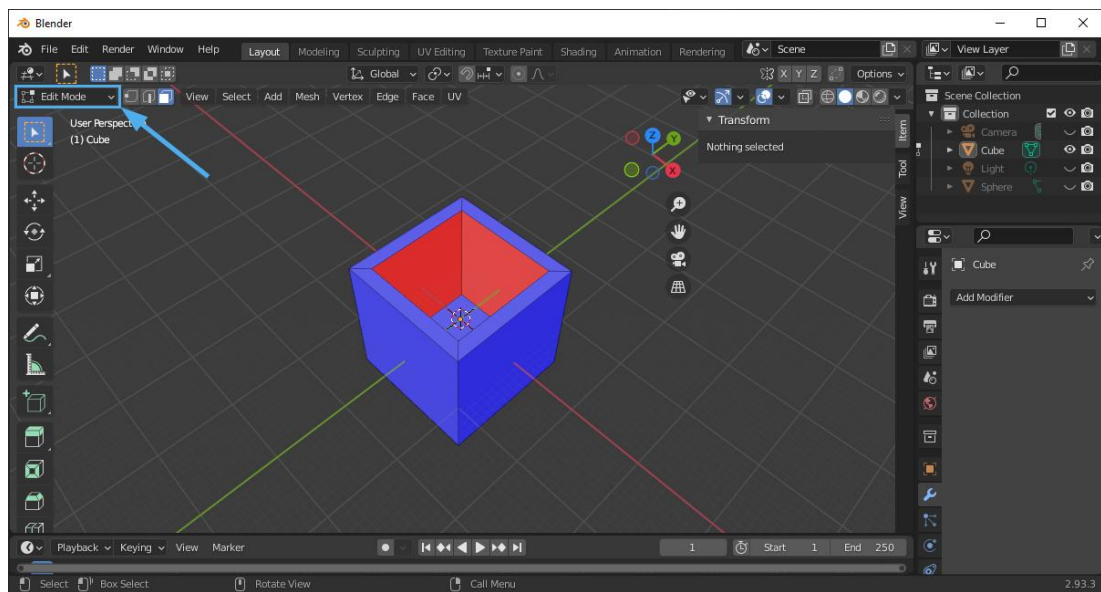 Blender
File Edit Render Window Help Layout Modeling Sculpting UV Editing Texture Paint Shading Animation Rendering Scene View Layer
Global X Y Z Options
Edit Mode View Select Add Mesh Vertex Edge Face UV
User Perspect
(1) Cube
Z Y X
Transform
Nothing selected
Item
Tool
View
Scene Collection
Collection
Camera
Cube
Light
Sphere
Cube
Add Modifier
Playback Keying View Marker 1 Start 1 End 250
Select Box Select Rotate View Call Menu 2.93.3